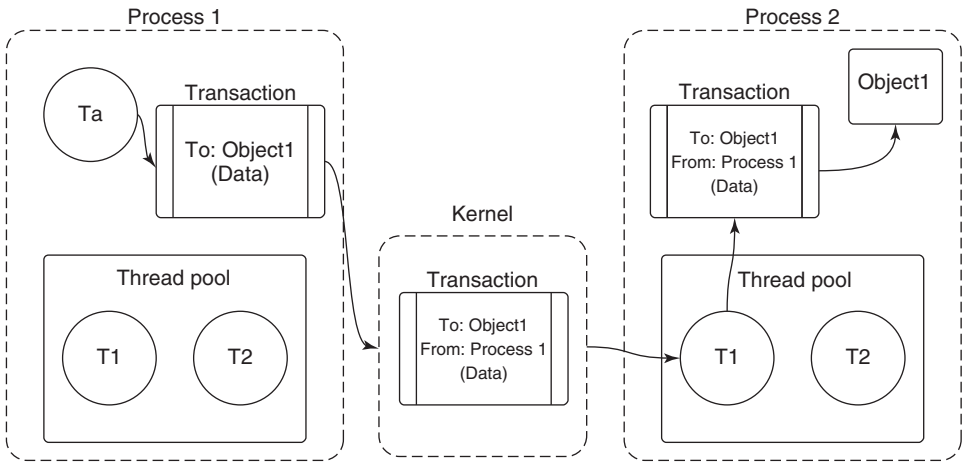 Process 1
Ta
Transaction
To: Object1
(Data)
Thread pool
T1
T2
Kernel
Transaction
To: Object1
From: Process 1
(Data)
Process 2
Transaction
To: Object1
From: Process 1
(Data)
Object1
Thread pool
T1
T2